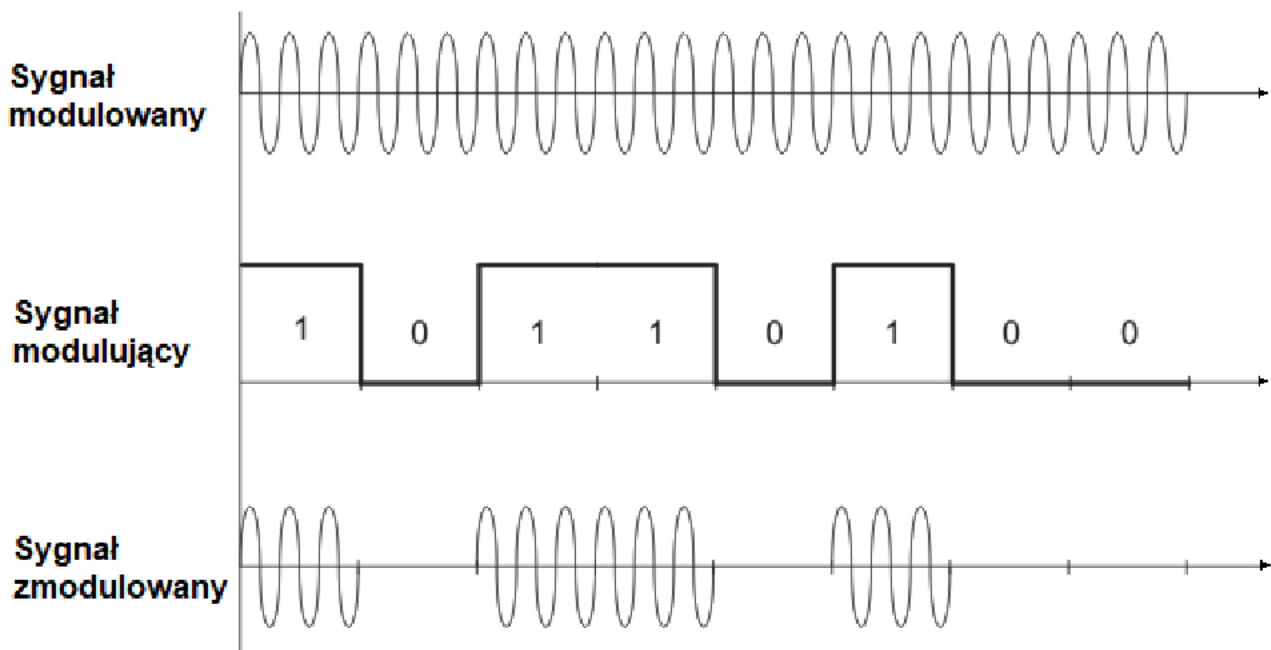 Sygnał
modulowany
Sygnał
modulujący
1 0 1 1 0 1 0 0
Sygnał
zmodulowany